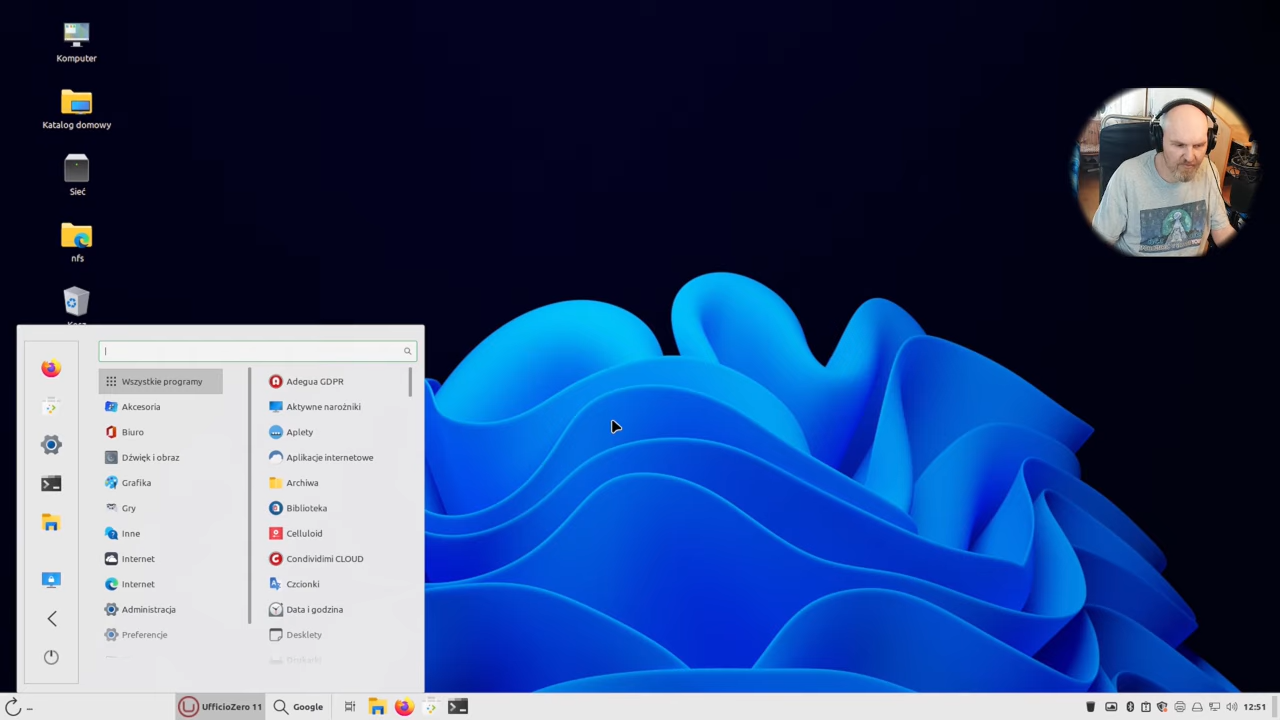 Komputer
Katalog domowy
Sieć
nfs
Wszystkie programy
Akcesoria
Biuro
Dźwięk i obraz
Grafika
Gry
Inne
Internet
Internet
Administracja
Preferencje
Adegua GDPR
Aktywne narożniki
Aplety
Aplikacje internetowe
Archiwa
Biblioteka
Celluloid
Condividimi CLOUD
Czcionki
Data i godzina
Desklety
Drukarki
...
UfficioZero 11
Google
12:51